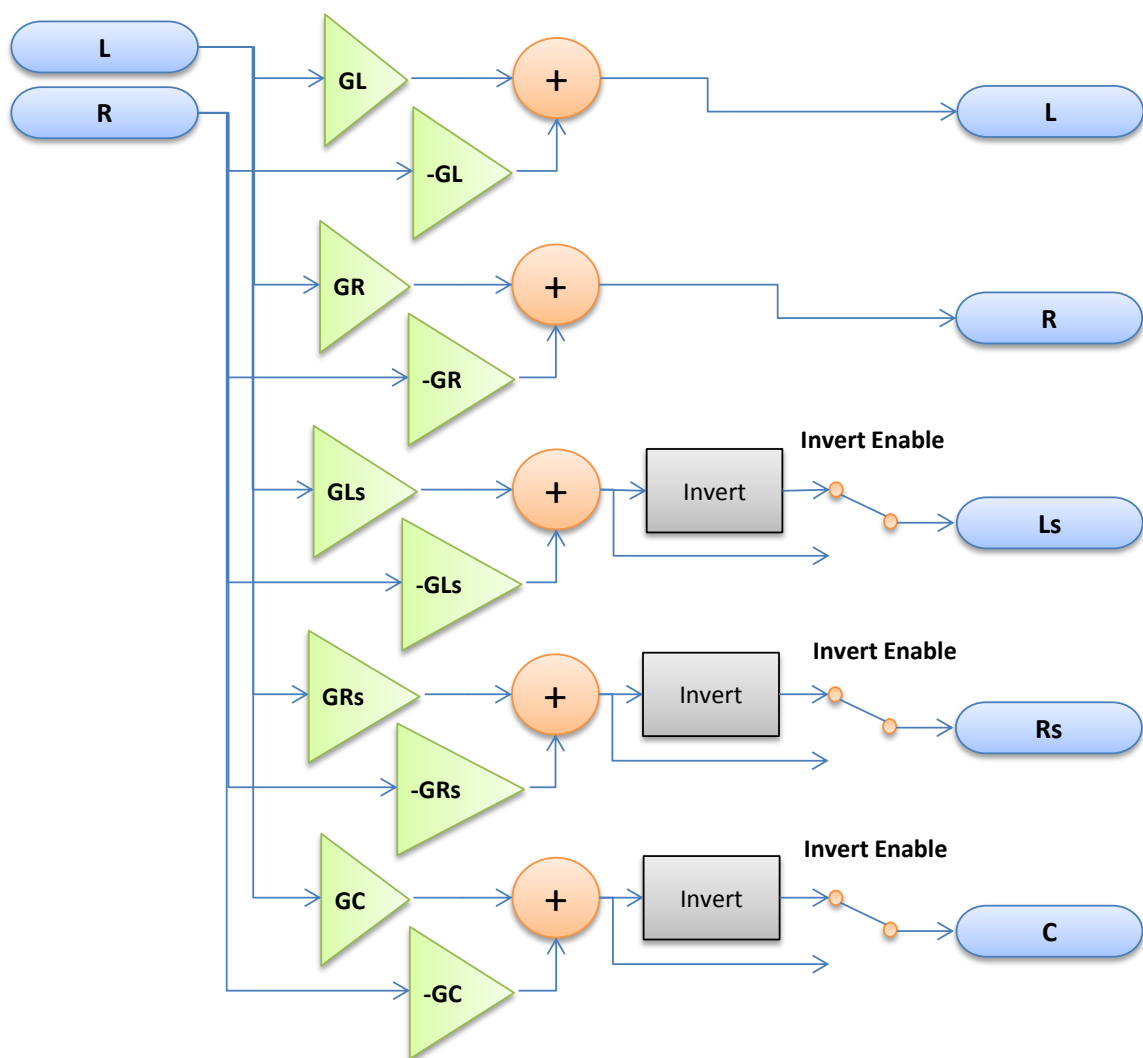 L
R
GL
+
L
-GL
GR
+
R
-GR
Invert Enable
GLs
+
Invert
Ls
-GLs
Invert Enable
GRs
+
Invert
Rs
-GRs
Invert Enable
GC
+
Invert
C
-GC